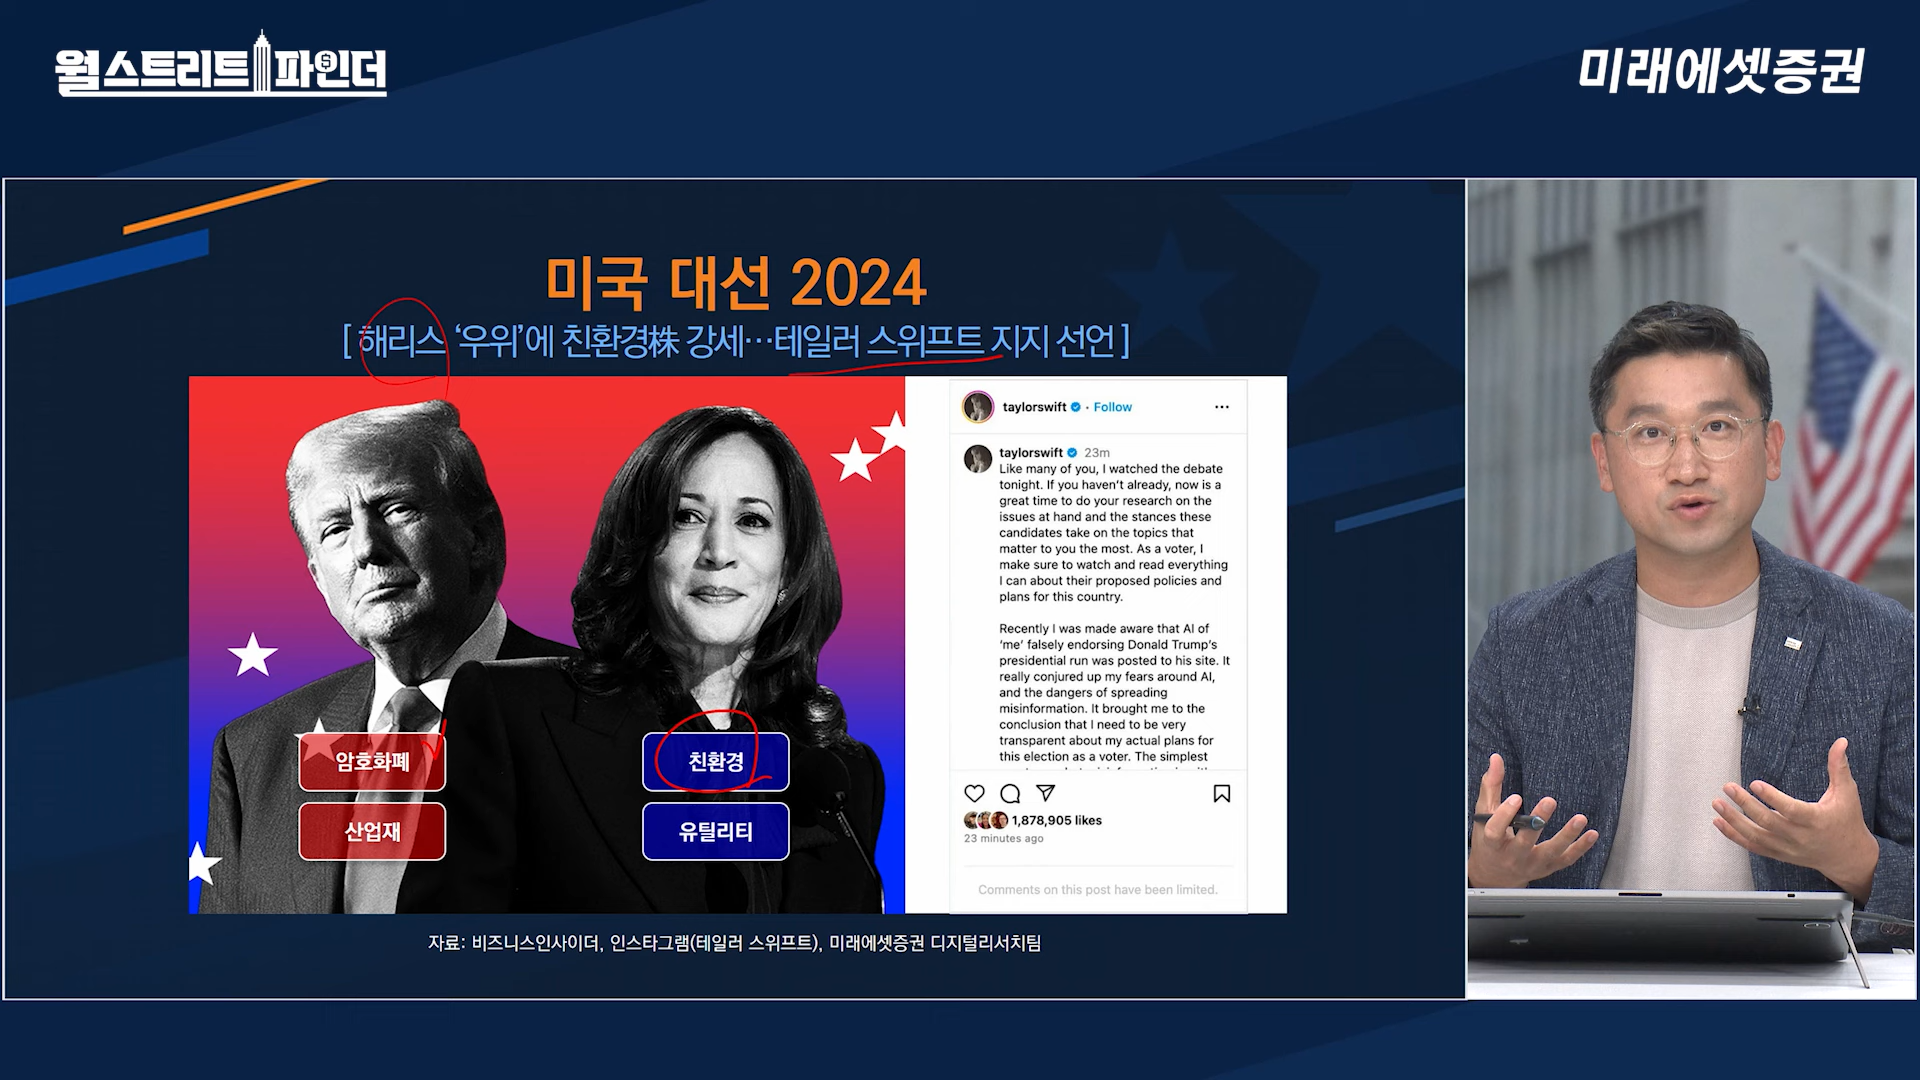 월스트리트 파인더
미래에셋증권
미국 대선 2024
[ 해리스 ‘우위’에 친환경株 강세…테일러 스위프트 지지 선언 ]
taylorswift · Follow
taylorswift 23m
Like many of you, I watched the debate
tonight. If you haven’t already, now is a
great time to do your research on the
issues at hand and the stances these
candidates take on the topics that
matter to you the most. As a voter, I
make sure to watch and read everything
I can about their proposed policies and
plans for this country.
Recently I was made aware that AI of
‘me’ falsely endorsing Donald Trump’s
presidential run was posted to his site. It
really conjured up my fears around AI,
and the dangers of spreading
misinformation. It brought me to the
conclusion that I need to be very
transparent about my actual plans for
this election as a voter. The simplest
1,878,905 likes
23 minutes ago
Comments on this post have been limited.
암호화폐
친환경
산업재
유틸리티
자료: 비즈니스인사이더, 인스타그램(테일러 스위프트), 미래에셋증권 디지털리서치팀